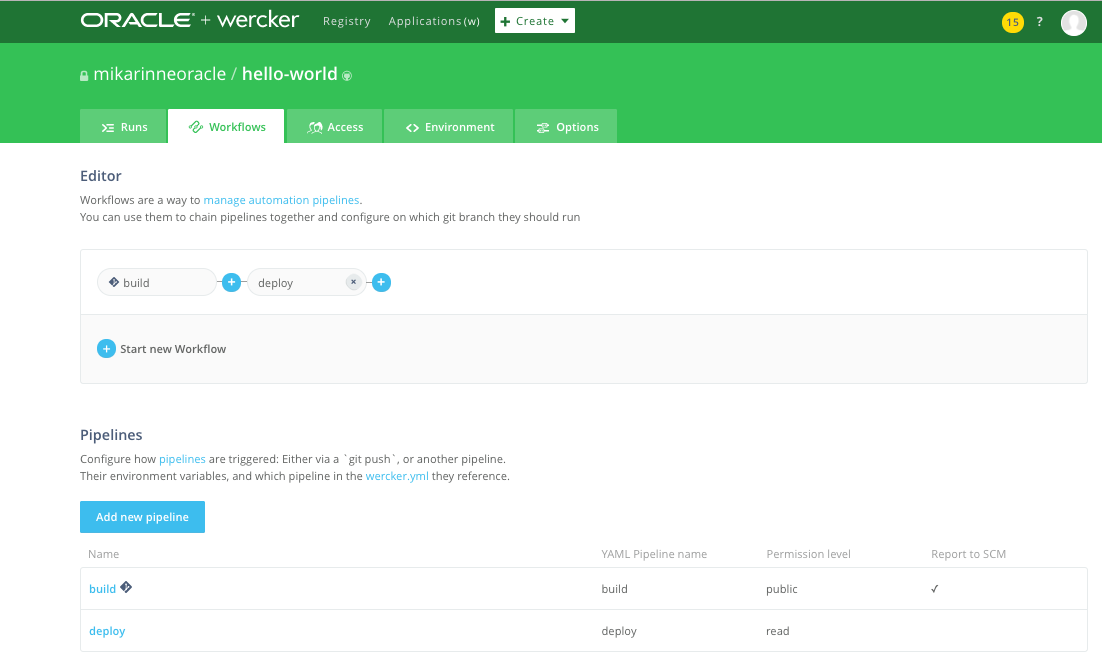 ORACLE + wercker Registry Applications(w) + Create 15 ?
mikarinneoracle / hello-world
Runs Workflows Access Environment Options
Editor
Workflows are a way to manage automation pipelines.
You can use them to chain pipelines together and configure on which git branch they should run
build + deploy × +
+ Start new Workflow
Pipelines
Configure how pipelines are triggered: Either via a `git push`, or another pipeline.
Their environment variables, and which pipeline in the wercker.yml they reference.
Add new pipeline
Name YAML Pipeline name Permission level Report to SCM
build build public ✓
deploy deploy read